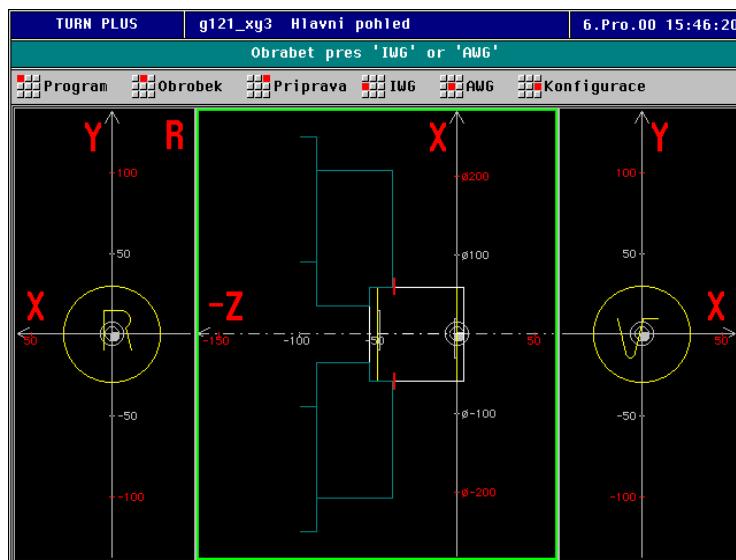 TURN PLUS g121_xy3 Hlavni pohled 6.Pro.00 15:46:20
Obrabet pres 'IWG' or 'AWG'
Program Obrobek Priprava IWG AWG Konfigurace
Y R X Y
100 ø200 100
50 ø100 50
X -Z X
50 -150 -100 -50 50 50
R V
-50 ø-100 -50
-100 ø-200 -100